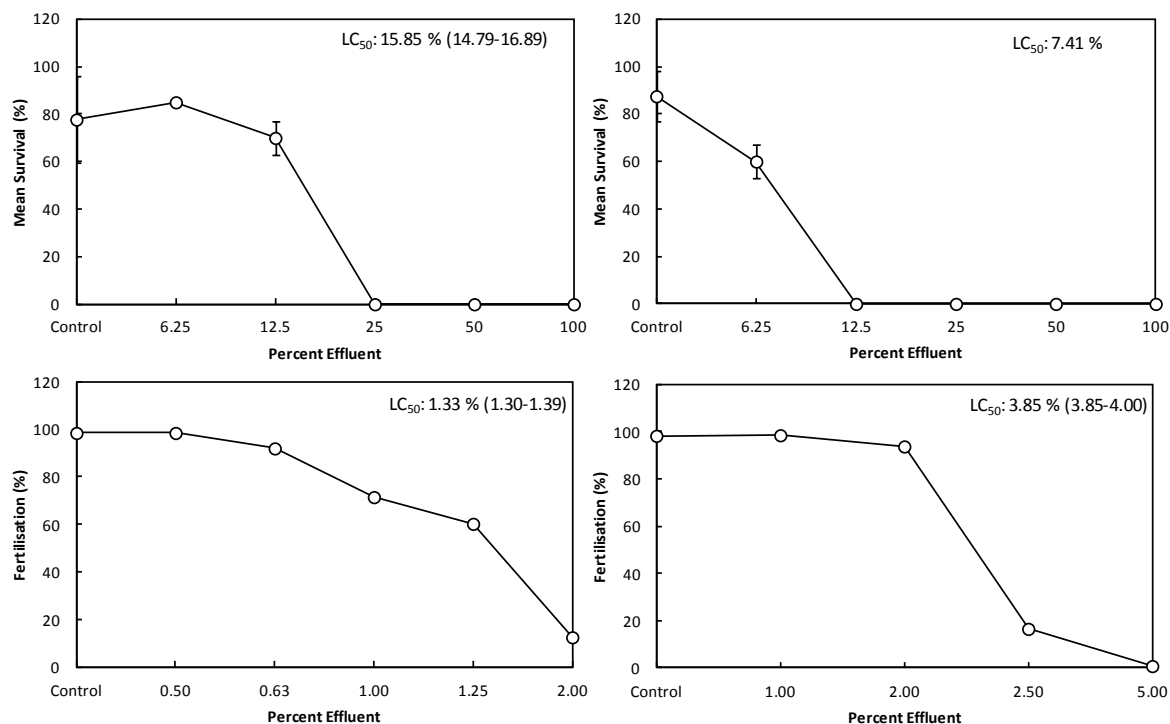 120
100
80
60
40
20
0
Mean Survival (%)
LC₅₀: 15.85 % (14.79-16.89)
Control 6.25 12.5 25 50 100
Percent Effluent
120
100
80
60
40
20
0
Mean Survival (%)
LC₅₀: 7.41 %
Control 6.25 12.5 25 50 100
Percent Effluent
120
100
80
60
40
20
0
Fertilisation (%)
LC₅₀: 1.33 % (1.30-1.39)
Control 0.50 0.63 1.00 1.25 2.00
Percent Effluent
120
100
80
60
40
20
0
Fertilisation (%)
LC₅₀: 3.85 % (3.85-4.00)
Control 1.00 2.00 2.50 5.00
Percent Effluent